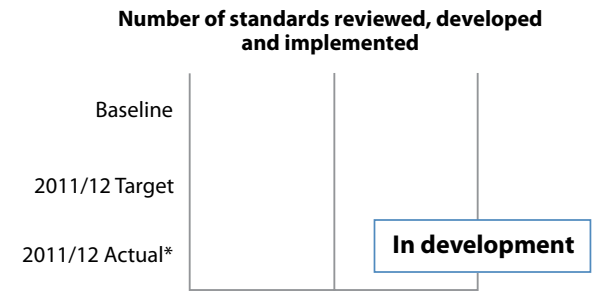 Number of standards reviewed, developed
and implemented
Baseline
2011/12 Target
2011/12 Actual*
In development